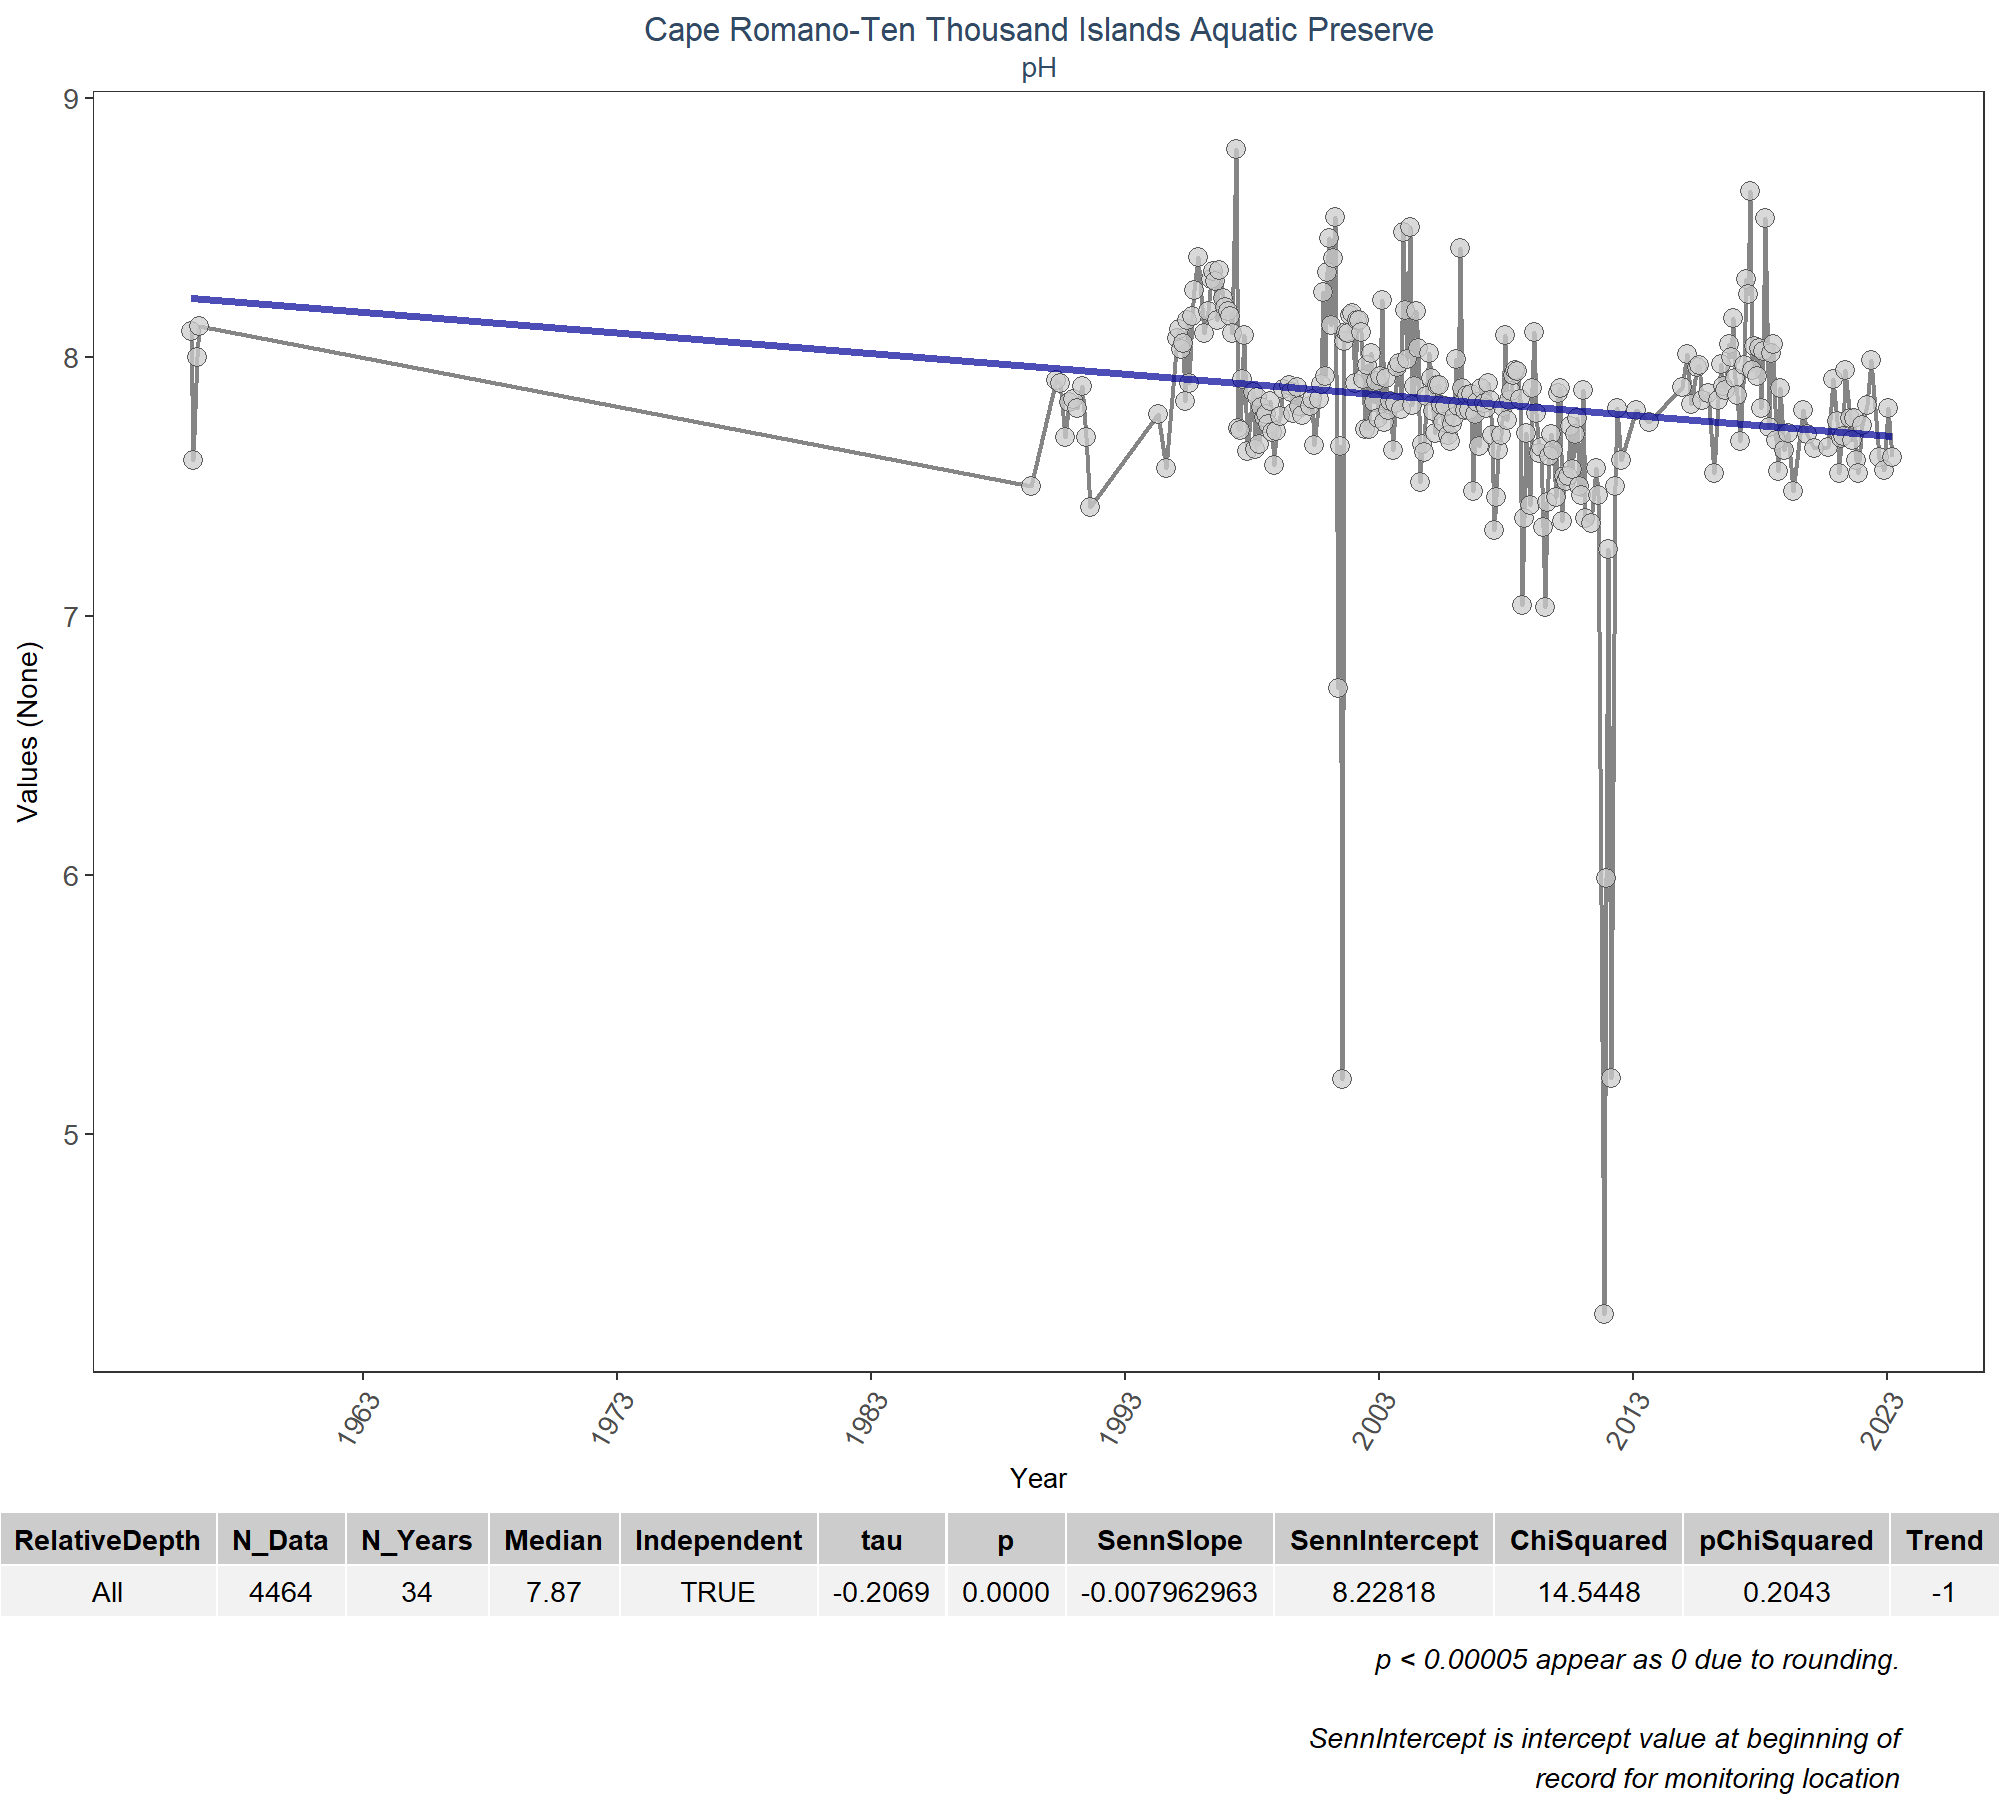 Cape Romano-Ten Thousand Islands Aquatic Preserve
pH
9
8
7
6
5
Values (None)
1963
1973
1983
1993
2003
2013
2023
Year
RelativeDepth N_Data N_Years Median Independent tau p SennSlope SennIntercept ChiSquared pChiSquared Trend
All 4464 34 7.87 TRUE -0.2069 0.0000 -0.007962963 8.22818 14.5448 0.2043 -1
p < 0.00005 appear as 0 due to rounding.
SennIntercept is intercept value at beginning of
record for monitoring location